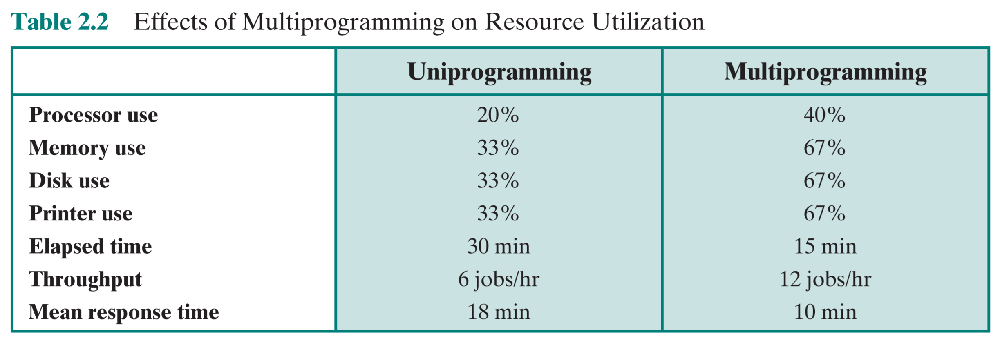 Table 2.2 Effects of Multiprogramming on Resource Utilization
Uniprogramming Multiprogramming
Processor use 20% 40%
Memory use 33% 67%
Disk use 33% 67%
Printer use 33% 67%
Elapsed time 30 min 15 min
Throughput 6 jobs/hr 12 jobs/hr
Mean response time 18 min 10 min